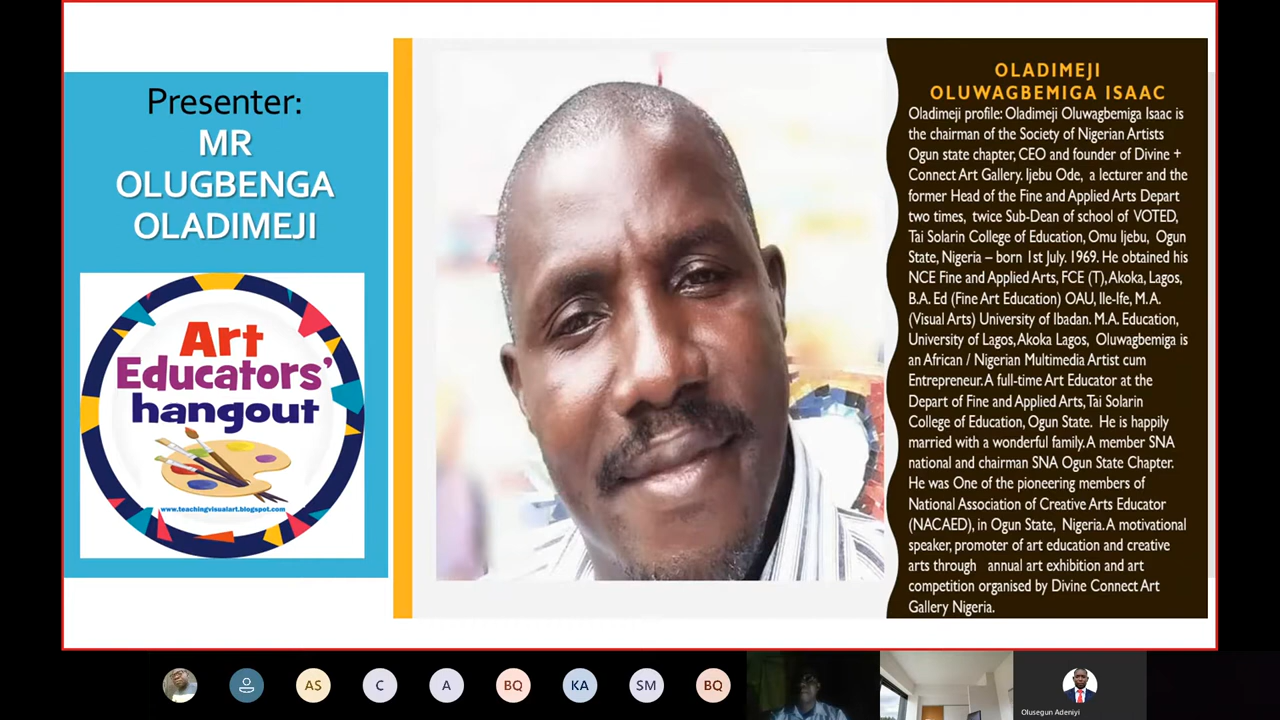 Presenter:
MR
OLUGBENGA
OLADIMEJI
Art
Educators'
hangout
www.teachingvisualart.blogspot.com
OLADIMEJI
OLUWAGBEMIGA ISAAC
Oladimeji profile: Oladimeji Oluwagbemiga Isaac is
the chairman of the Society of Nigerian Artists
Ogun state chapter, CEO and founder of Divine +
Connect Art Gallery. Ijebu Ode, a lecturer and the
former Head of the Fine and Applied Arts Depart
two times, twice Sub-Dean of school of VOTED,
Tai Solarin College of Education, Omu Ijebu, Ogun
State, Nigeria – born 1st July. 1969. He obtained his
NCE Fine and Applied Arts, FCE (T), Akoka, Lagos,
B.A. Ed (Fine Art Education) OAU, Ile-Ife, M.A.
(Visual Arts) University of Ibadan. M.A. Education,
University of Lagos, Akoka Lagos, Oluwagbemiga is
an African / Nigerian Multimedia Artist cum
Entrepreneur. A full-time Art Educator at the
Depart of Fine and Applied Arts, Tai Solarin
College of Education, Ogun State. He is happily
married with a wonderful family. A member SNA
national and chairman SNA Ogun State Chapter.
He was One of the pioneering members of
National Association of Creative Arts Educator
(NACAED), in Ogun State, Nigeria. A motivational
speaker, promoter of art education and creative
arts through annual art exhibition and art
competition organised by Divine Connect Art
Gallery Nigeria.
AS
C
A
BQ
KA
SM
BQ
Olusegun Adeniyi